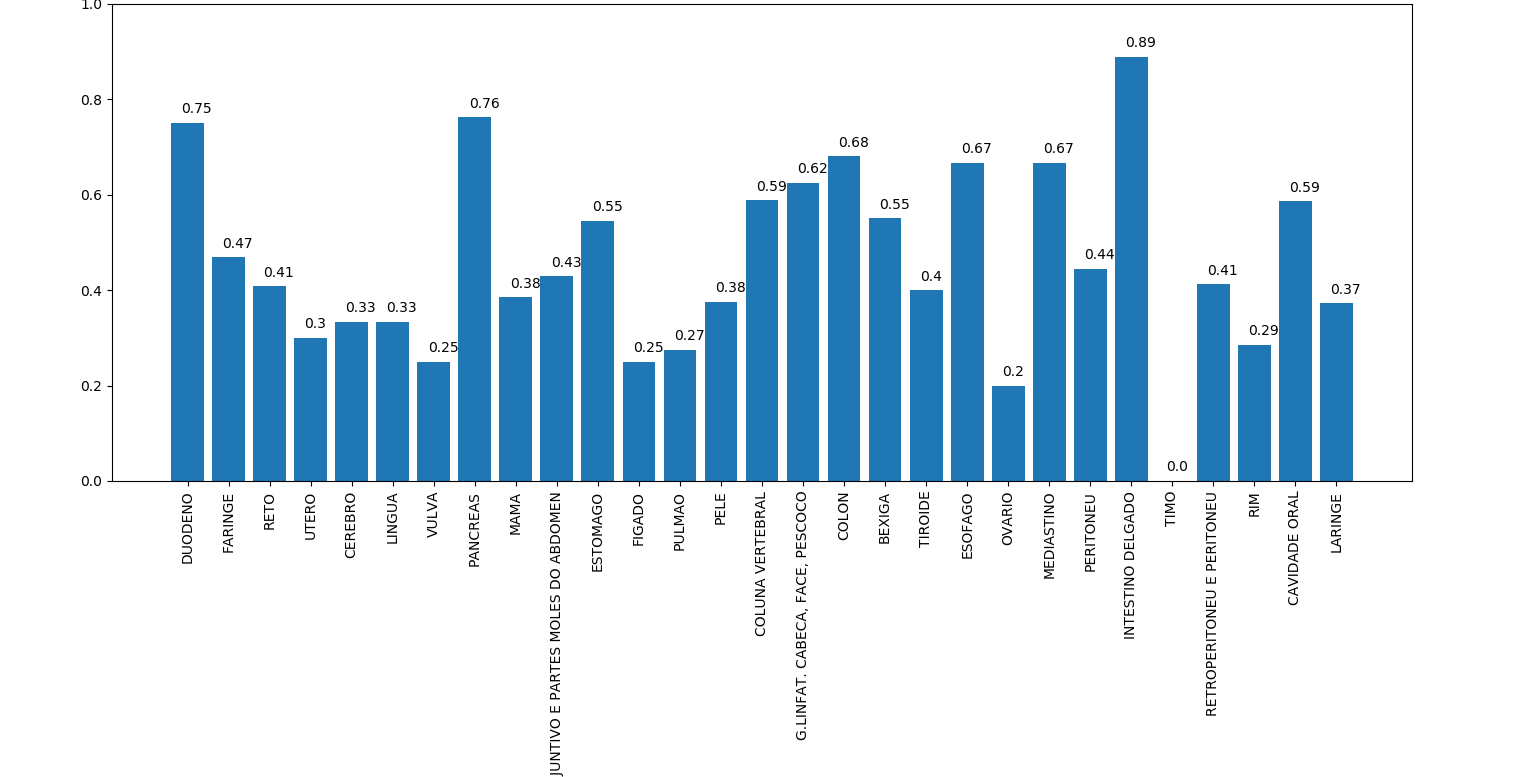 1.0
0.8
0.6
0.4
0.2
0.0
0.75
0.47
0.41
0.3
0.33
0.33
0.25
0.76
0.38
0.43
0.55
0.25
0.27
0.38
0.59
0.62
0.68
0.55
0.4
0.67
0.2
0.67
0.44
0.89
0.0
0.41
0.29
0.59
0.37
DUODENO
FARINGE
RETO
UTERO
CEREBRO
LINGUA
VULVA
PANCREAS
MAMA
JUNTIVO E PARTES MOLES DO ABDOMEN
ESTOMAGO
FIGADO
PULMAO
PELE
COLUNA VERTEBRAL
G.LINFAT. CABECA, FACE, PESCOCO
COLON
BEXIGA
TIROIDE
ESOFAGO
OVARIO
MEDIASTINO
PERITONEU
INTESTINO DELGADO
TIMO
RETROPERITONEU E PERITONEU
RIM
CAVIDADE ORAL
LARINGE